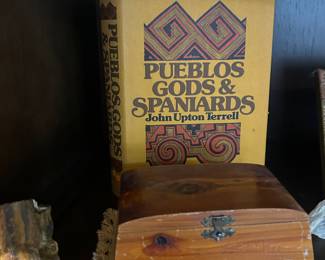 PUEBLOS
GODS &
SPANIARDS
John Upton Terrell
PUEBLOS, GODS
& SPANIARDS